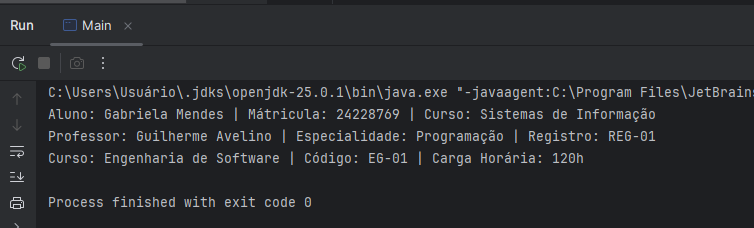 Run Main ×
C:\Users\Usuário\.jdks\openjdk-25.0.1\bin\java.exe "-javaagent:C:\Program Files\JetBrains
Aluno: Gabriela Mendes | Mátricula: 24228769 | Curso: Sistemas de Informação
Professor: Guilherme Avelino | Especialidade: Programação | Registro: REG-01
Curso: Engenharia de Software | Código: EG-01 | Carga Horária: 120h
Process finished with exit code 0